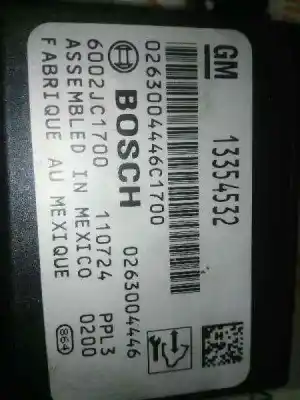 GM
13354532
0263004446C1700
BOSCH
0263004446
6002JC1700 110724 PPL3
ASSEMBLED IN MEXICO 0200
FABRIQUE AU MEXIQUE 864